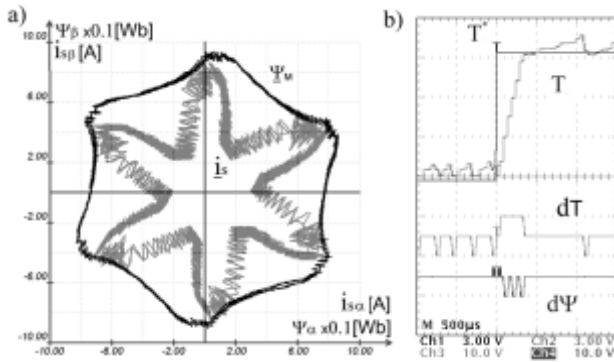 a)
Ψβ x0.1[Wb]
isβ [A]
10.00
6.00
2.00
-2.00
-6.00
-10.00
-10.00 -6.00 -2.00 2.00 6.00 10.00
ΨM
is
isα [A]
Ψα x0.1[Wb]
b)
T*
T
dT
dΨ
M 500µs
Ch1 3.00 V Ch2 3.00 V
Ch3 10.0 V Ch4 10.0 V